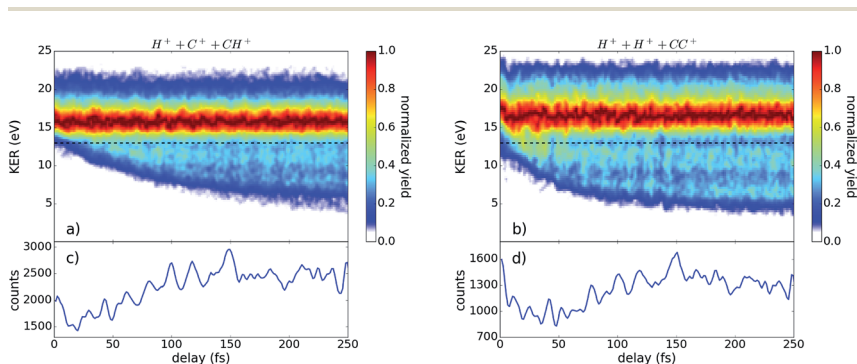 H⁺ + C⁺ + CH⁺
25
20
15
10
5
KER (eV)
a)
1.0
0.8
0.6
0.4
0.2
0.0
normalized yield
c)
3000
2500
2000
1500
counts
0 50 100 150 200 250
delay (fs)
H⁺ + H⁺ + CC⁺
25
20
15
10
5
KER (eV)
b)
1.0
0.8
0.6
0.4
0.2
0.0
normalized yield
d)
1600
1300
1000
700
counts
0 50 100 150 200 250
delay (fs)